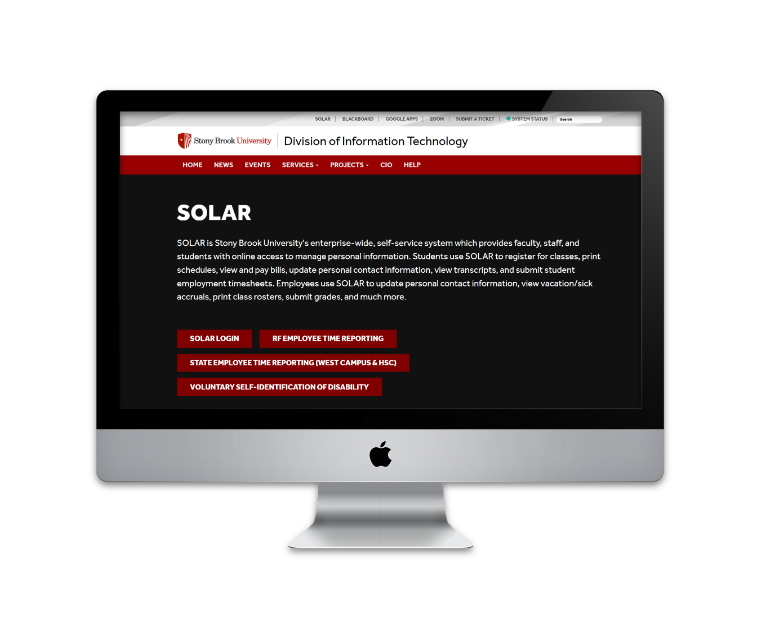 SOLAR BLACKBOARD GOOGLE APPS ZOOM SUBMIT A TICKET SYSTEM STATUS Search
Stony Brook University Division of Information Technology
HOME NEWS EVENTS SERVICES PROJECTS CIO HELP
SOLAR
SOLAR is Stony Brook University's enterprise-wide, self-service system which provides faculty, staff, and
students with online access to manage personal information. Students use SOLAR to register for classes, print
schedules, view and pay bills, update personal contact information, view transcripts, and submit student
employment timesheets. Employees use SOLAR to update personal contact information, view vacation/sick
accruals, print class rosters, submit grades, and much more.
SOLAR LOGIN RF EMPLOYEE TIME REPORTING
STATE EMPLOYEE TIME REPORTING (WEST CAMPUS & HSC)
VOLUNTARY SELF-IDENTIFICATION OF DISABILITY